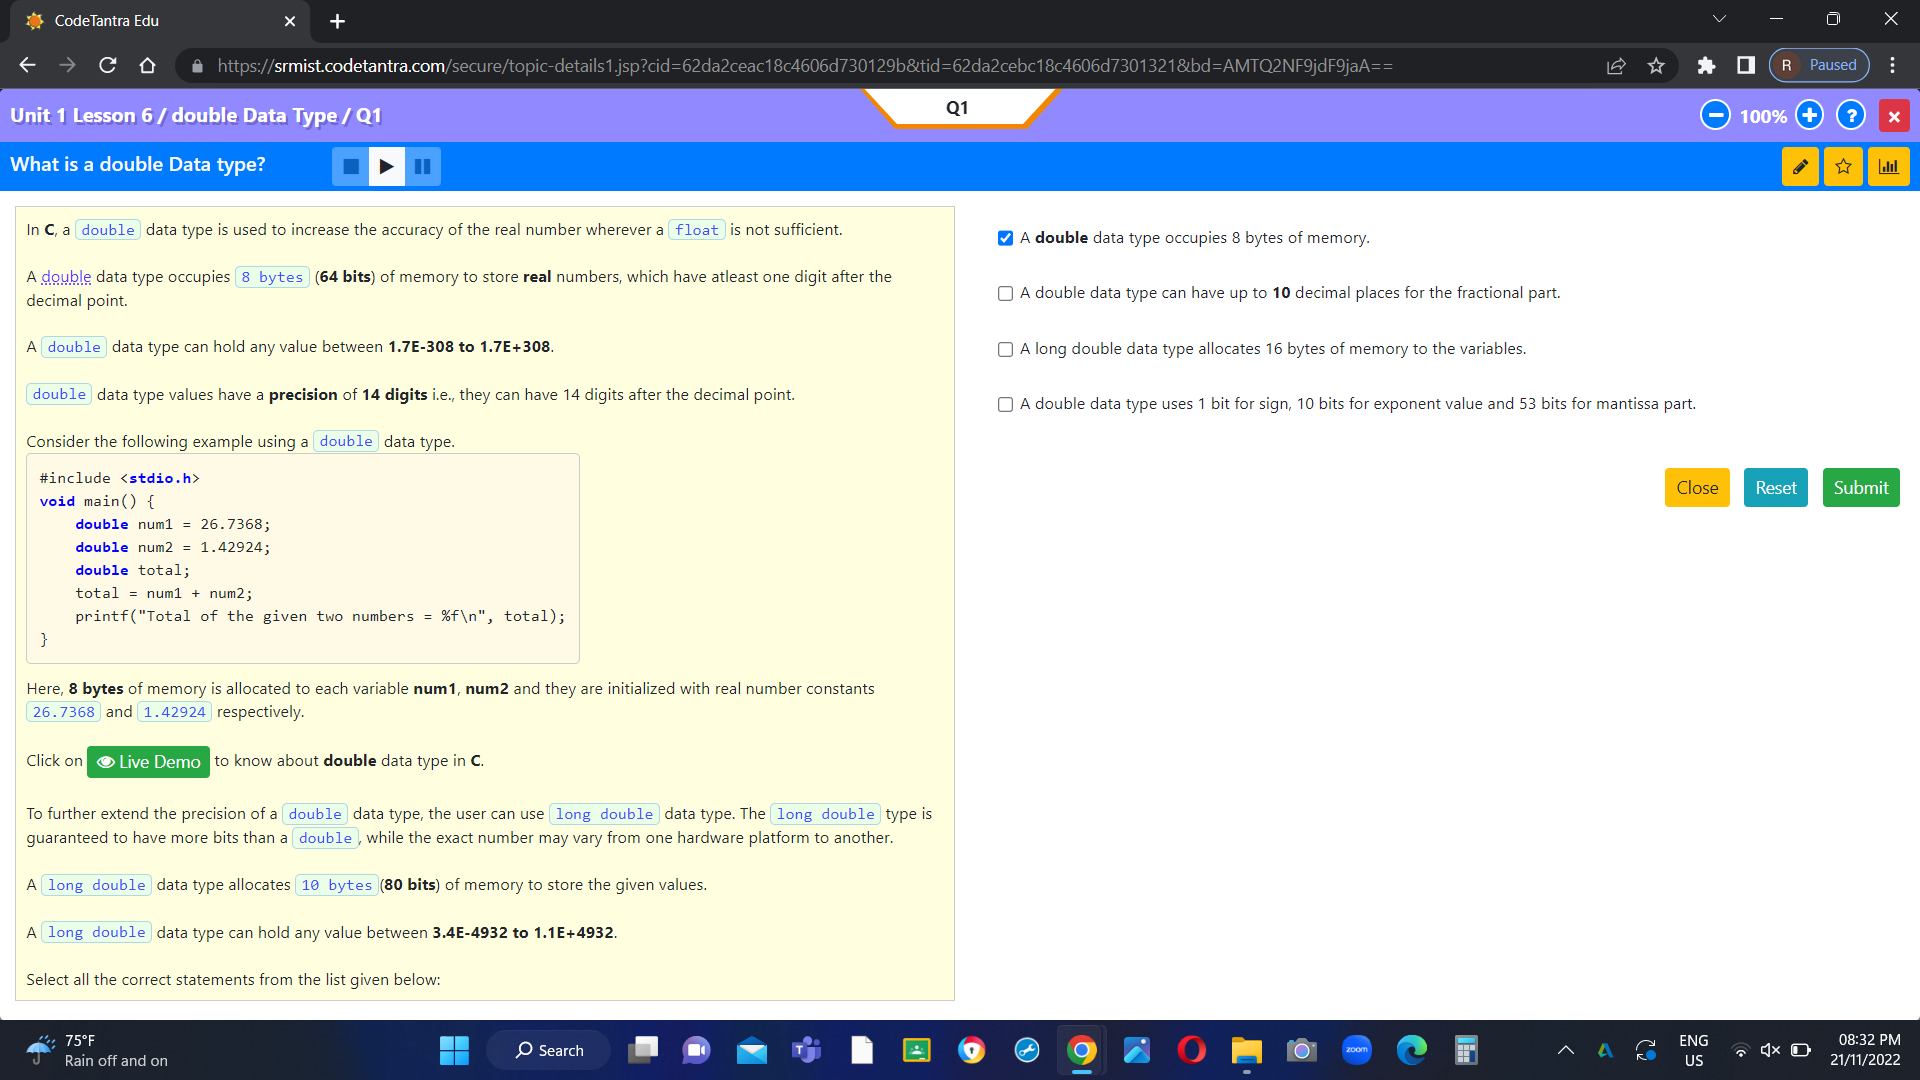 CodeTantra Edu
https://srmist.codetantra.com/secure/topic-details1.jsp?cid=62da2ceac18c4606d730129b&tid=62da2cebc18c4606d7301321&bd=AMTQ2NF9jdF9jaA==
R Paused
Unit 1 Lesson 6 / double Data Type / Q1
Q1
100%
?
What is a double Data type?
In C, a double data type is used to increase the accuracy of the real number wherever a float is not sufficient.
A double data type occupies 8 bytes (64 bits) of memory to store real numbers, which have atleast one digit after the
decimal point.
A double data type can hold any value between 1.7E-308 to 1.7E+308.
double data type values have a precision of 14 digits i.e., they can have 14 digits after the decimal point.
Consider the following example using a double data type.
#include <stdio.h>
void main() {
    double num1 = 26.7368;
    double num2 = 1.42924;
    double total;
    total = num1 + num2;
    printf("Total of the given two numbers = %f\n", total);
}
Here, 8 bytes of memory is allocated to each variable num1, num2 and they are initialized with real number constants
26.7368 and 1.42924 respectively.
Click on Live Demo to know about double data type in C.
To further extend the precision of a double data type, the user can use long double data type. The long double type is
guaranteed to have more bits than a double, while the exact number may vary from one hardware platform to another.
A long double data type allocates 10 bytes (80 bits) of memory to store the given values.
A long double data type can hold any value between 3.4E-4932 to 1.1E+4932.
Select all the correct statements from the list given below:
A double data type occupies 8 bytes of memory.
A double data type can have up to 10 decimal places for the fractional part.
A long double data type allocates 16 bytes of memory to the variables.
A double data type uses 1 bit for sign, 10 bits for exponent value and 53 bits for mantissa part.
Close Reset Submit
75°F
Rain off and on
Search
zoom
ENG
US
08:32 PM
21/11/2022